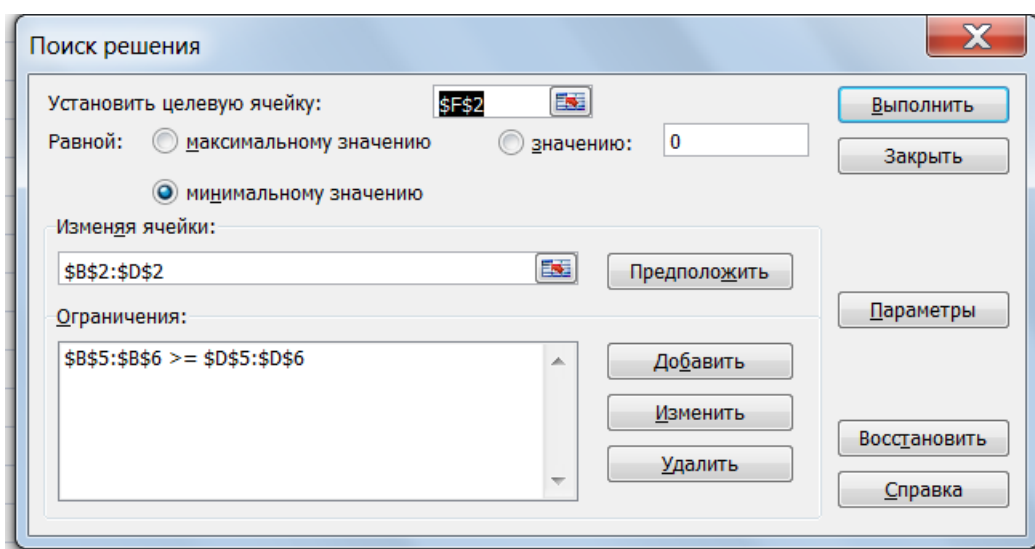 Поиск решения
Установить целевую ячейку: $F$2
Равной: максимальному значению значению: 0
минимальному значению
Изменяя ячейки:
$B$2:$D$2
Предположить
Ограничения:
$B$5:$B$6 >= $D$5:$D$6
Добавить
Изменить
Удалить
Выполнить
Закрыть
Параметры
Восстановить
Справка